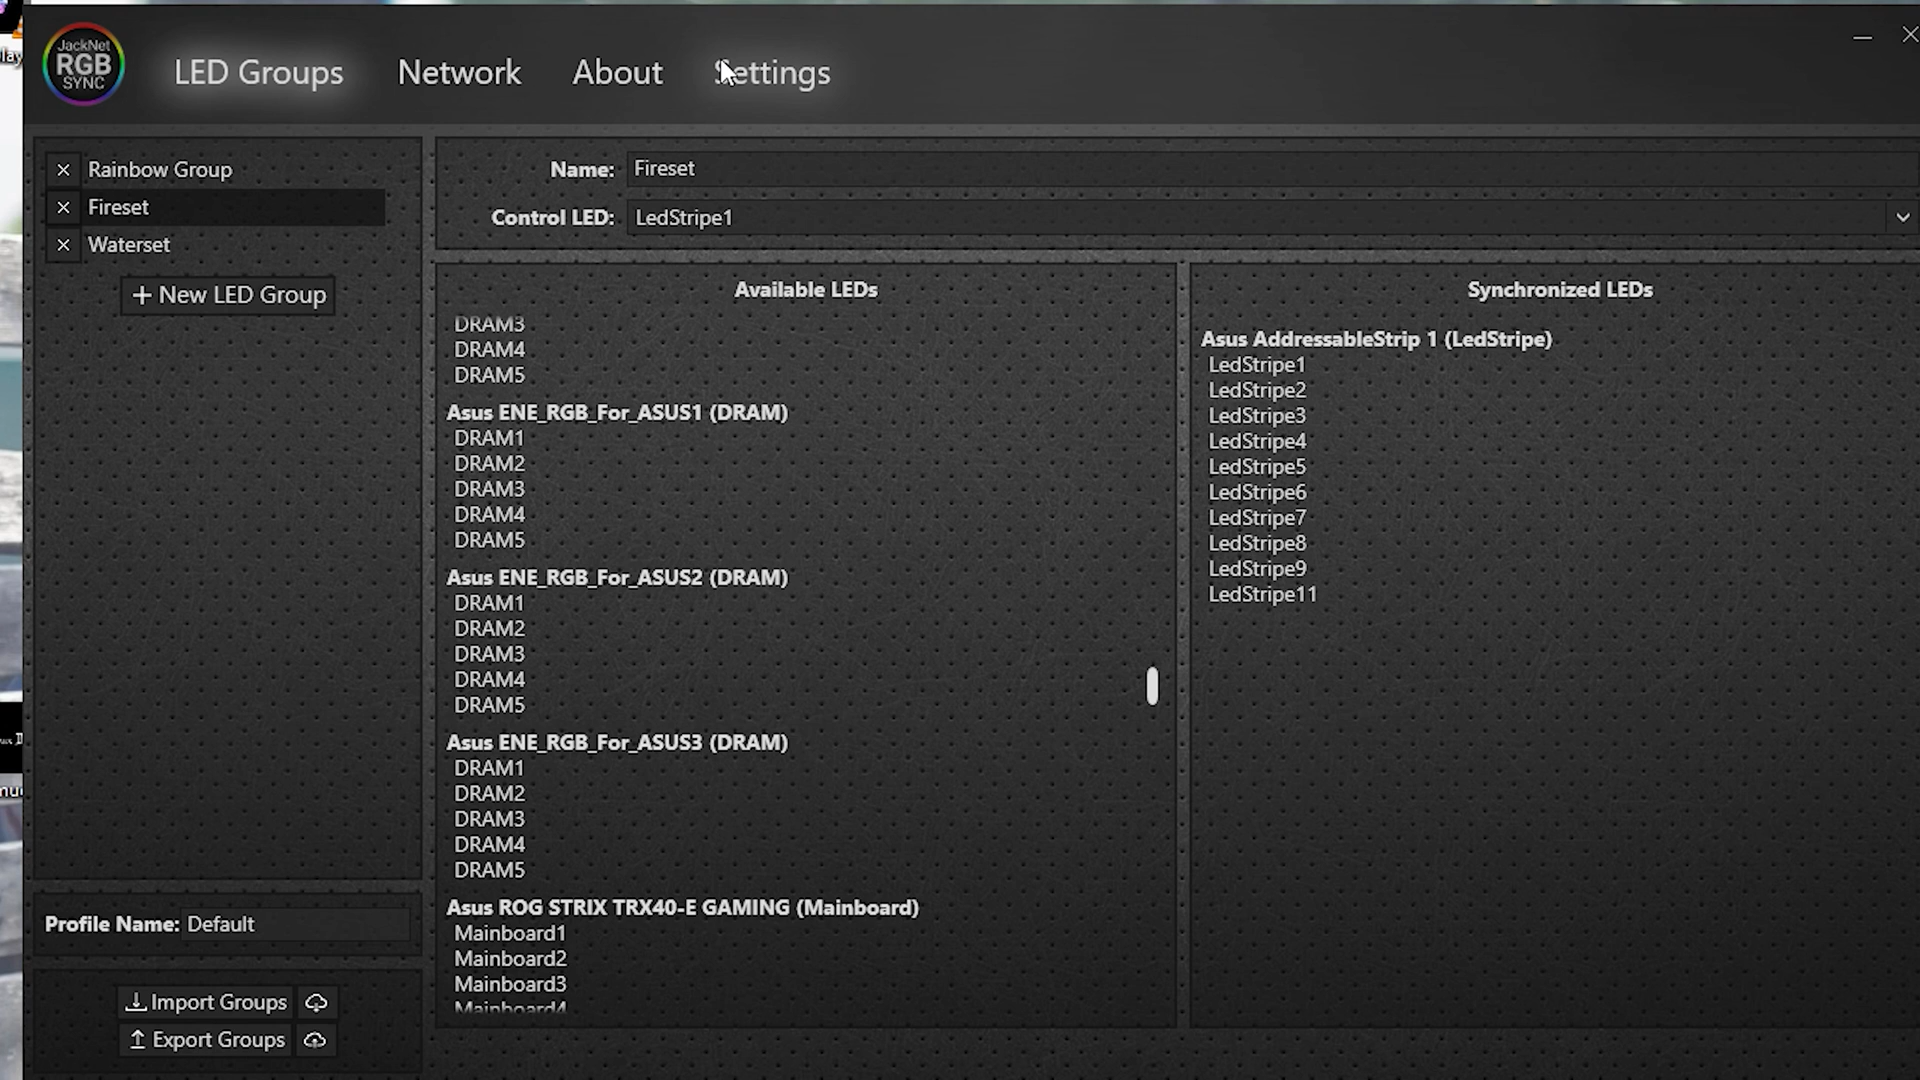 JackNet
RGB
SYNC
LED Groups
Network
About
Settings
Rainbow Group
Fireset
Waterset
+ New LED Group
Profile Name: Default
Import Groups
Export Groups
Name: Fireset
Control LED: LedStripe1
Available LEDs
DRAM3
DRAM4
DRAM5
Asus ENE_RGB_For_ASUS1 (DRAM)
DRAM1
DRAM2
DRAM3
DRAM4
DRAM5
Asus ENE_RGB_For_ASUS2 (DRAM)
DRAM1
DRAM2
DRAM3
DRAM4
DRAM5
Asus ENE_RGB_For_ASUS3 (DRAM)
DRAM1
DRAM2
DRAM3
DRAM4
DRAM5
Asus ROG STRIX TRX40-E GAMING (Mainboard)
Mainboard1
Mainboard2
Mainboard3
Mainboard4
Synchronized LEDs
Asus AddressableStrip 1 (LedStripe)
LedStripe1
LedStripe2
LedStripe3
LedStripe4
LedStripe5
LedStripe6
LedStripe7
LedStripe8
LedStripe9
LedStripe11